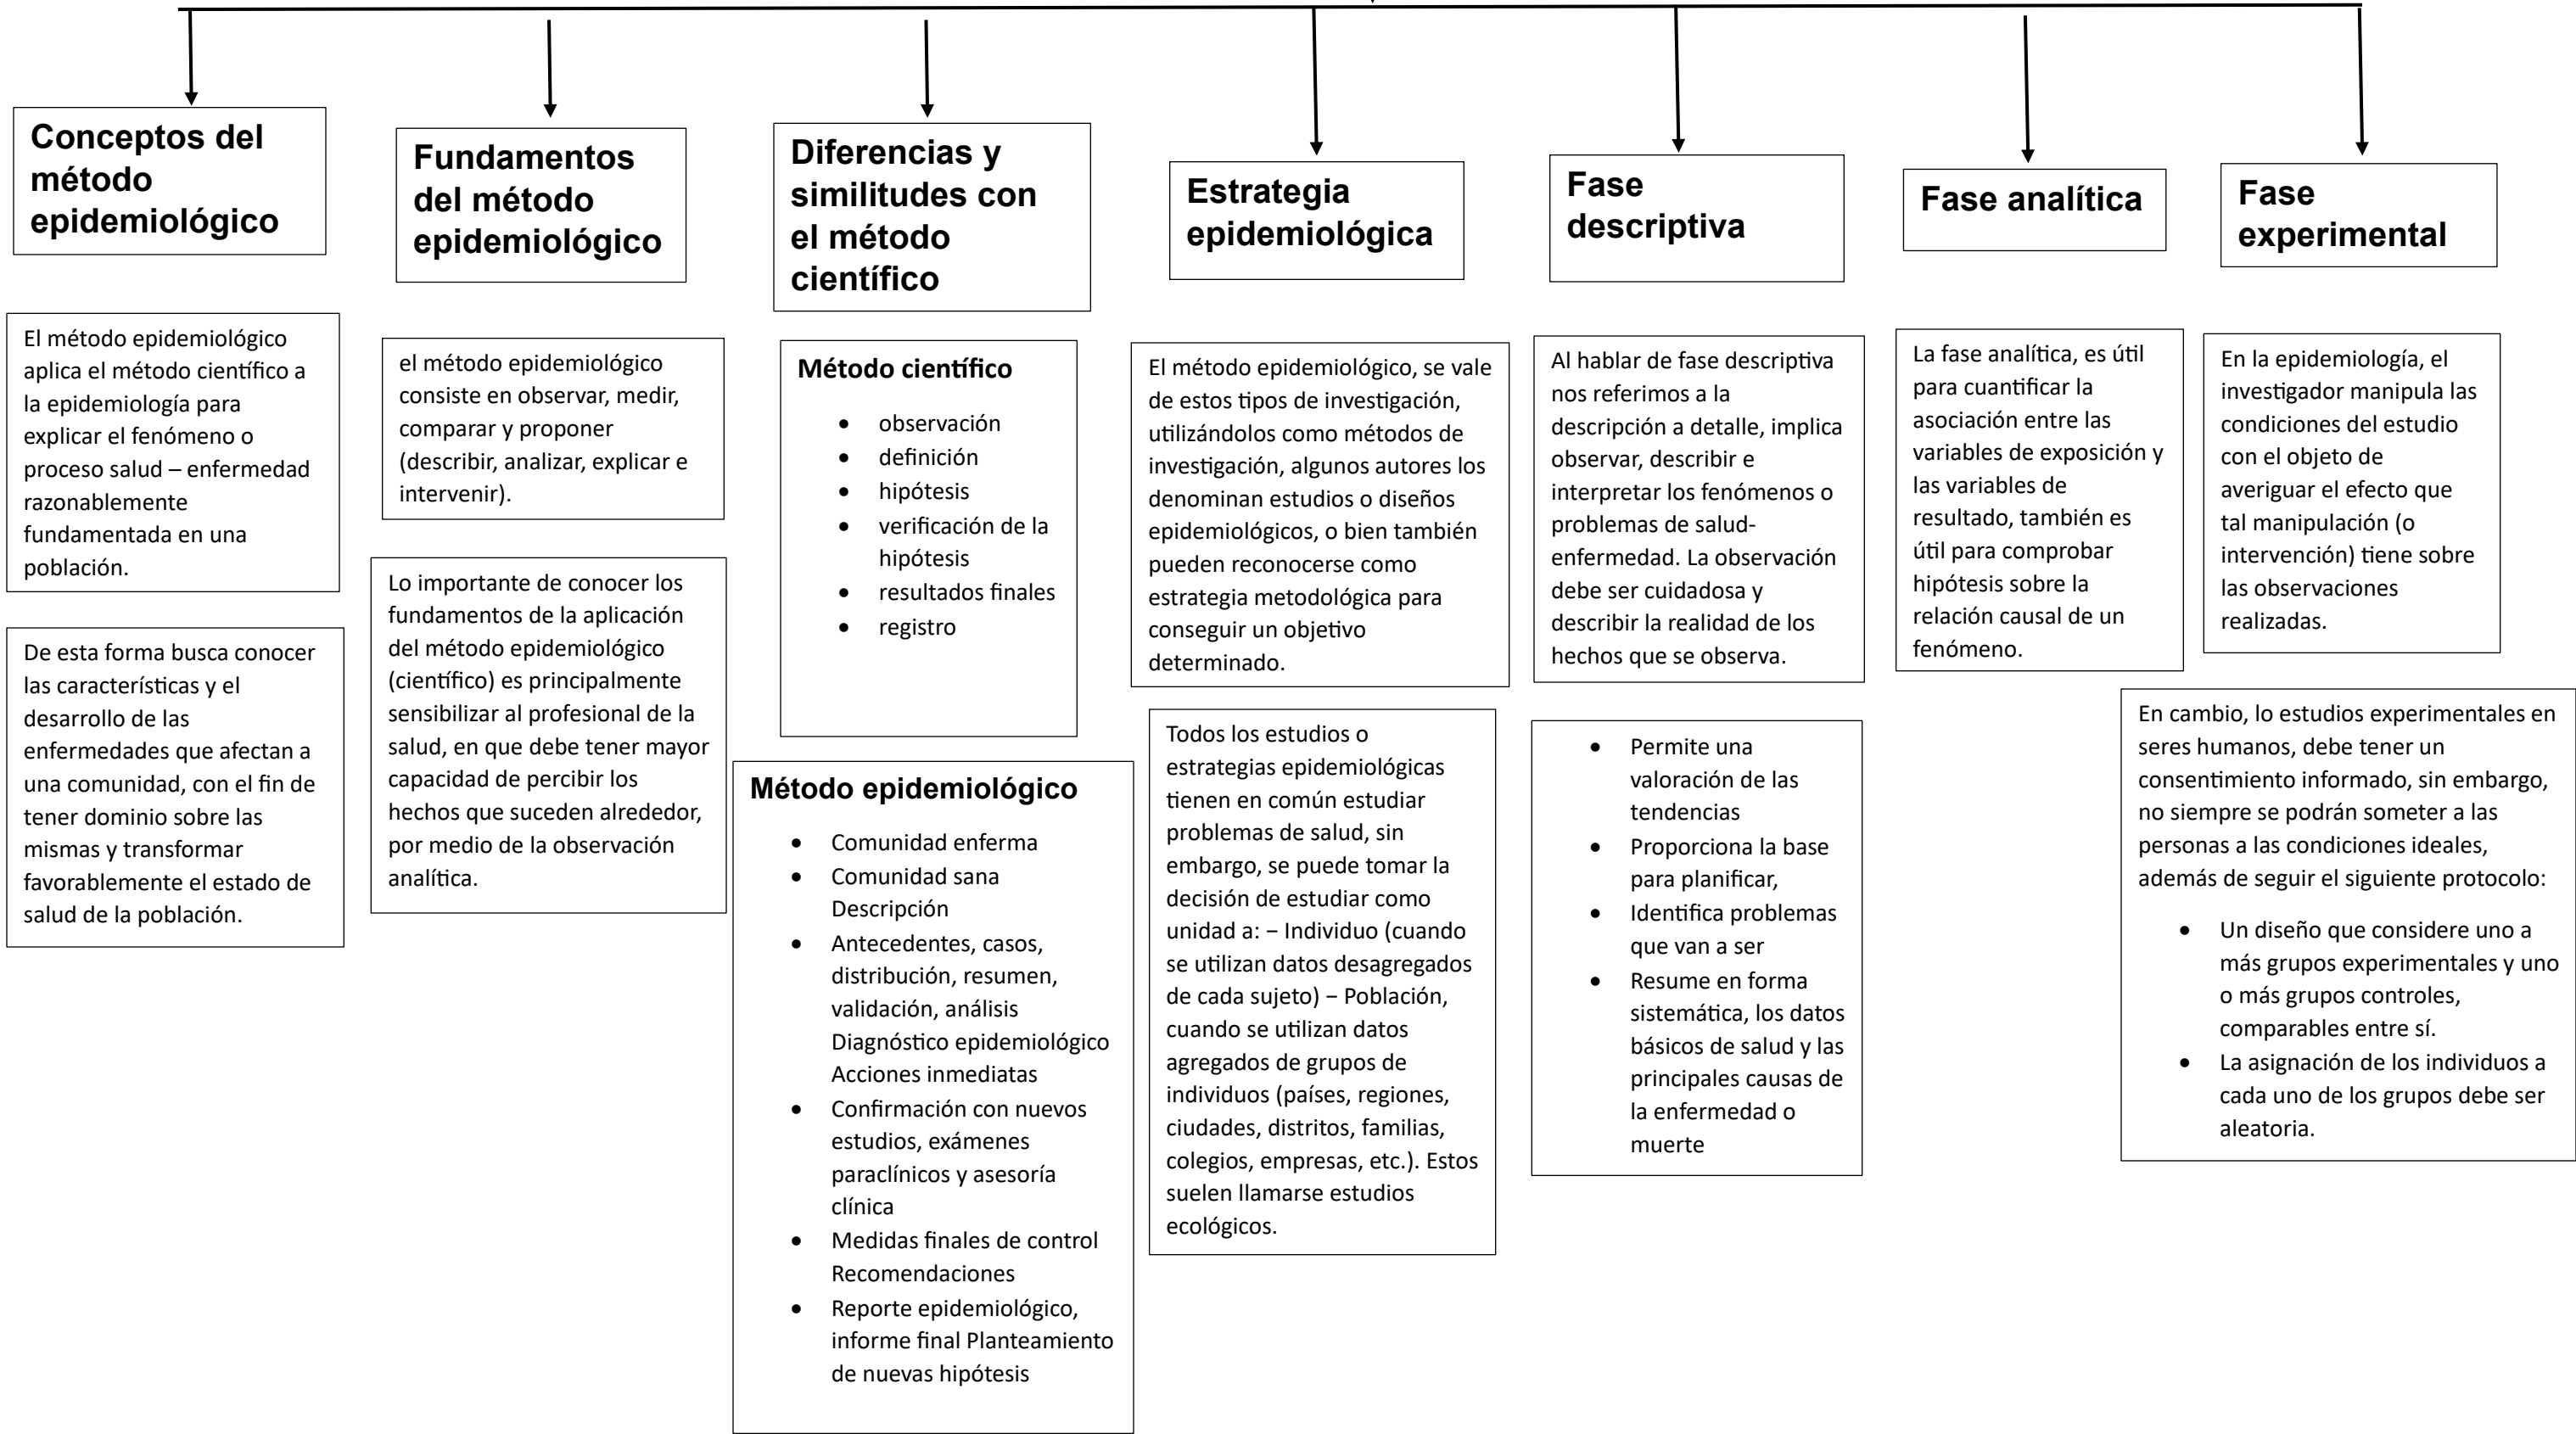 Conceptos del
método
epidemiológico
El método epidemiológico
aplica el método científico a
la epidemiología para
explicar el fenómeno o
proceso salud – enfermedad
razonablemente
fundamentada en una
población.
De esta forma busca conocer
las características y el
desarrollo de las
enfermedades que afectan a
una comunidad, con el fin de
tener dominio sobre las
mismas y transformar
favorablemente el estado de
salud de la población.
Fundamentos
del método
epidemiológico
el método epidemiológico
consiste en observar, medir,
comparar y proponer
(describir, analizar, explicar e
intervenir).
Lo importante de conocer los
fundamentos de la aplicación
del método epidemiológico
(científico) es principalmente
sensibilizar al profesional de la
salud, en que debe tener mayor
capacidad de percibir los
hechos que suceden alrededor,
por medio de la observación
analítica.
Diferencias y
similitudes con
el método
científico
Método científico
• observación
• definición
• hipótesis
• verificación de la
hipótesis
• resultados finales
• registro
Método epidemiológico
• Comunidad enferma
• Comunidad sana
Descripción
• Antecedentes, casos,
distribución, resumen,
validación, análisis
Diagnóstico epidemiológico
Acciones inmediatas
• Confirmación con nuevos
estudios, exámenes
paraclínicos y asesoría
clínica
• Medidas finales de control
Recomendaciones
• Reporte epidemiológico,
informe final Planteamiento
de nuevas hipótesis
Estrategia
epidemiológica
El método epidemiológico, se vale
de estos tipos de investigación,
utilizándolos como métodos de
investigación, algunos autores los
denominan estudios o diseños
epidemiológicos, o bien también
pueden reconocerse como
estrategia metodológica para
conseguir un objetivo
determinado.
Todos los estudios o
estrategias epidemiológicas
tienen en común estudiar
problemas de salud, sin
embargo, se puede tomar la
decisión de estudiar como
unidad a: − Individuo (cuando
se utilizan datos desagregados
de cada sujeto) − Población,
cuando se utilizan datos
agregados de grupos de
individuos (países, regiones,
ciudades, distritos, familias,
colegios, empresas, etc.). Estos
suelen llamarse estudios
ecológicos.
Fase
descriptiva
Al hablar de fase descriptiva
nos referimos a la
descripción a detalle, implica
observar, describir e
interpretar los fenómenos o
problemas de salud-
enfermedad. La observación
debe ser cuidadosa y
describir la realidad de los
hechos que se observa.
• Permite una
valoración de las
tendencias
• Proporciona la base
para planificar,
• Identifica problemas
que van a ser
• Resume en forma
sistemática, los datos
básicos de salud y las
principales causas de
la enfermedad o
muerte
Fase analítica
La fase analítica, es útil
para cuantificar la
asociación entre las
variables de exposición y
las variables de
resultado, también es
útil para comprobar
hipótesis sobre la
relación causal de un
fenómeno.
Fase
experimental
En la epidemiología, el
investigador manipula las
condiciones del estudio
con el objeto de
averiguar el efecto que
tal manipulación (o
intervención) tiene sobre
las observaciones
realizadas.
En cambio, lo estudios experimentales en
seres humanos, debe tener un
consentimiento informado, sin embargo,
no siempre se podrán someter a las
personas a las condiciones ideales,
además de seguir el siguiente protocolo:
• Un diseño que considere uno a
más grupos experimentales y uno
o más grupos controles,
comparables entre sí.
• La asignación de los individuos a
cada uno de los grupos debe ser
aleatoria.